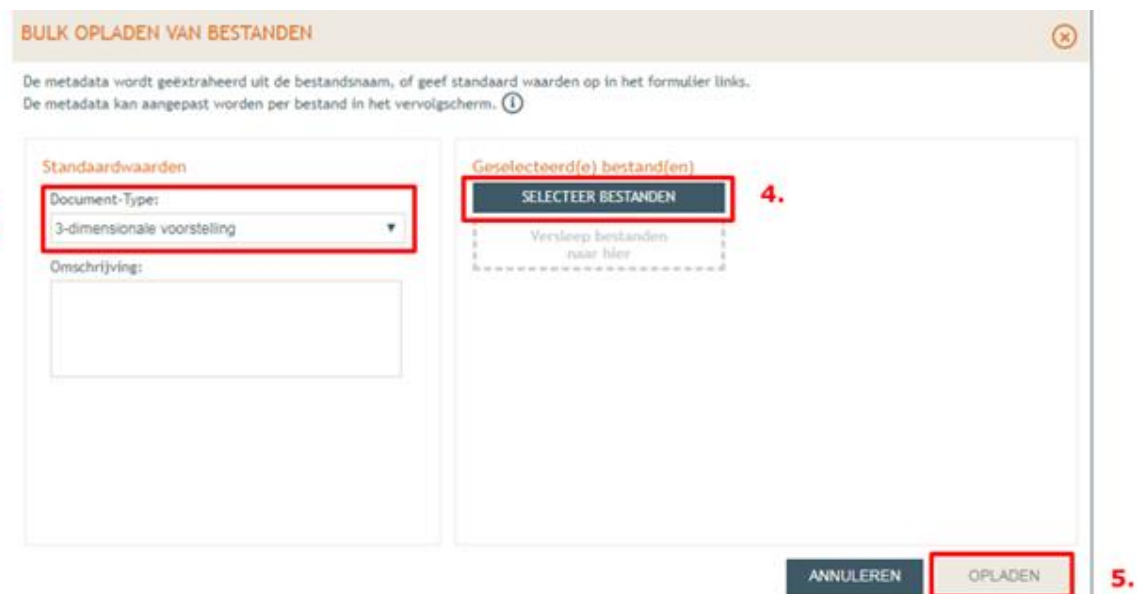 BULK OPLADEN VAN BESTANDEN
De metadata wordt geëxtraheerd uit de bestandsnaam, of geef standaard waarden op in het formulier links.
De metadata kan aangepast worden per bestand in het vervolgscherm.
Standaardwaarden
Document-Type:
3-dimensionale voorstelling
Omschrijving:
Geselecteerd(e) bestand(en)
SELECTEER BESTANDEN
4.
Versleep bestanden
naar hier
ANNULEREN
OPLADEN
5.